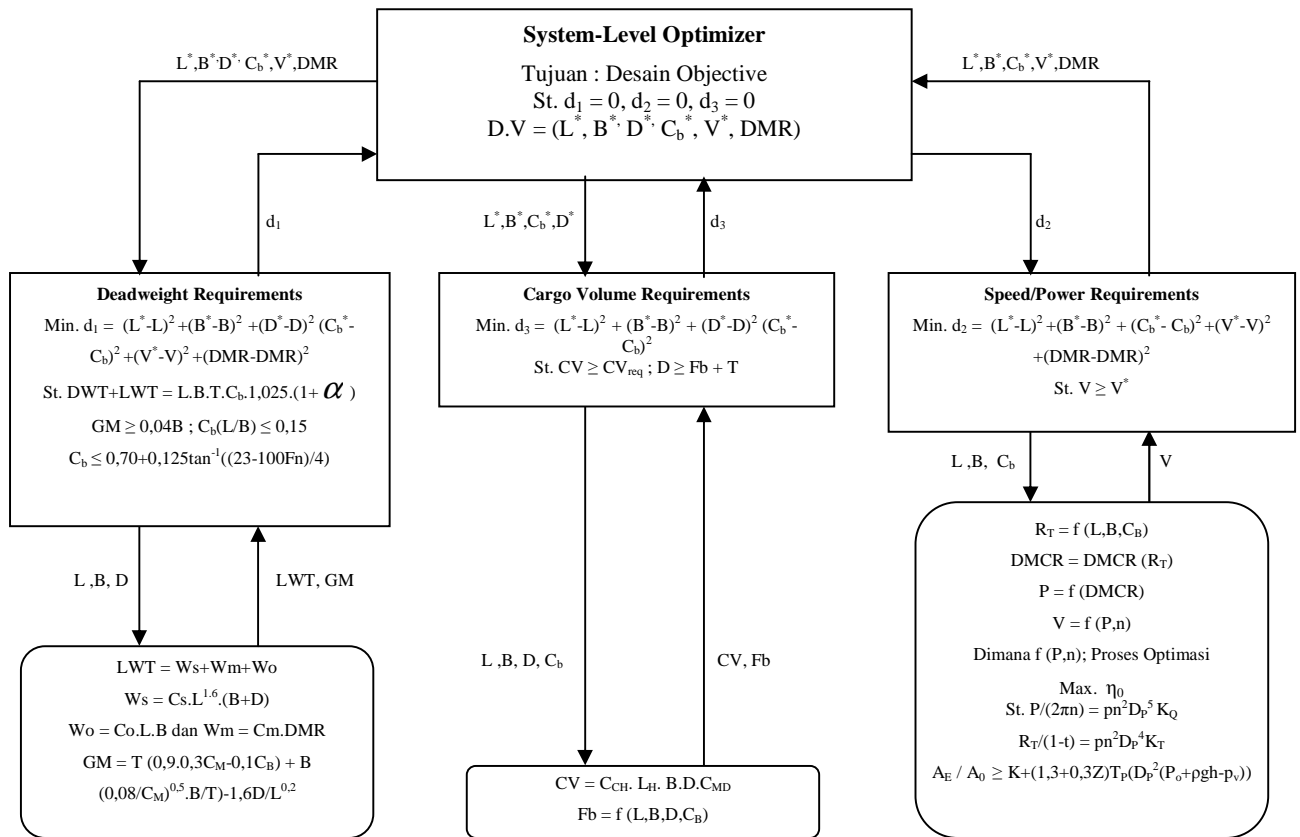 System-Level Optimizer
Tujuan : Desain Objective
St. d₁ = 0, d₂ = 0, d₃ = 0
D.V = (L*, B*, D*, C_b*, V*, DMR)
L*,B*,D*, C_b*,V*,DMR
L*,B*,C_b*,V*,DMR
d₁
L*,B*,C_b*,D*
d₃
d₂
Deadweight Requirements
Min. d₁ = (L*-L)² +(B*-B)² +(D*-D)² (C_b*-
C_b)² +(V*-V)² +(DMR-DMR)²
St. DWT+LWT = L.B.T.C_b.1,025.(1+ α )
GM ≥ 0,04B ; C_b(L/B) ≤ 0,15
C_b ≤ 0,70+0,125tan⁻¹((23-100Fn)/4)
Cargo Volume Requirements
Min. d₃ = (L*-L)² + (B*-B)² + (D*-D)² (C_b*-
C_b)²
St. CV ≥ CV_req ; D ≥ Fb + T
Speed/Power Requirements
Min. d₂ = (L*-L)² +(B*-B)² + (C_b*- C_b)² +(V*-V)²
+(DMR-DMR)²
St. V ≥ V*
L ,B, D
LWT, GM
L ,B, D, C_b
CV, Fb
L ,B, C_b
V
LWT = Ws+Wm+Wo
Ws = Cs.L^1.6.(B+D)
Wo = Co.L.B dan Wm = Cm.DMR
GM = T (0,9.0,3C_M-0,1C_B) + B
(0,08/C_M)^0,5.B/T)-1,6D/L^0,2
CV = C_CH. L_H. B.D.C_MD
Fb = f (L,B,D,C_B)
R_T = f (L,B,C_B)
DMCR = DMCR (R_T)
P = f (DMCR)
V = f (P,n)
Dimana f (P,n); Proses Optimasi
Max. η₀
St. P/(2πn) = pn²D_P⁵ K_Q
R_T/(1-t) = pn²D_P⁴K_T
A_E / A₀ ≥ K+(1,3+0,3Z)T_P(D_P²(P_o+ρgh-p_v))